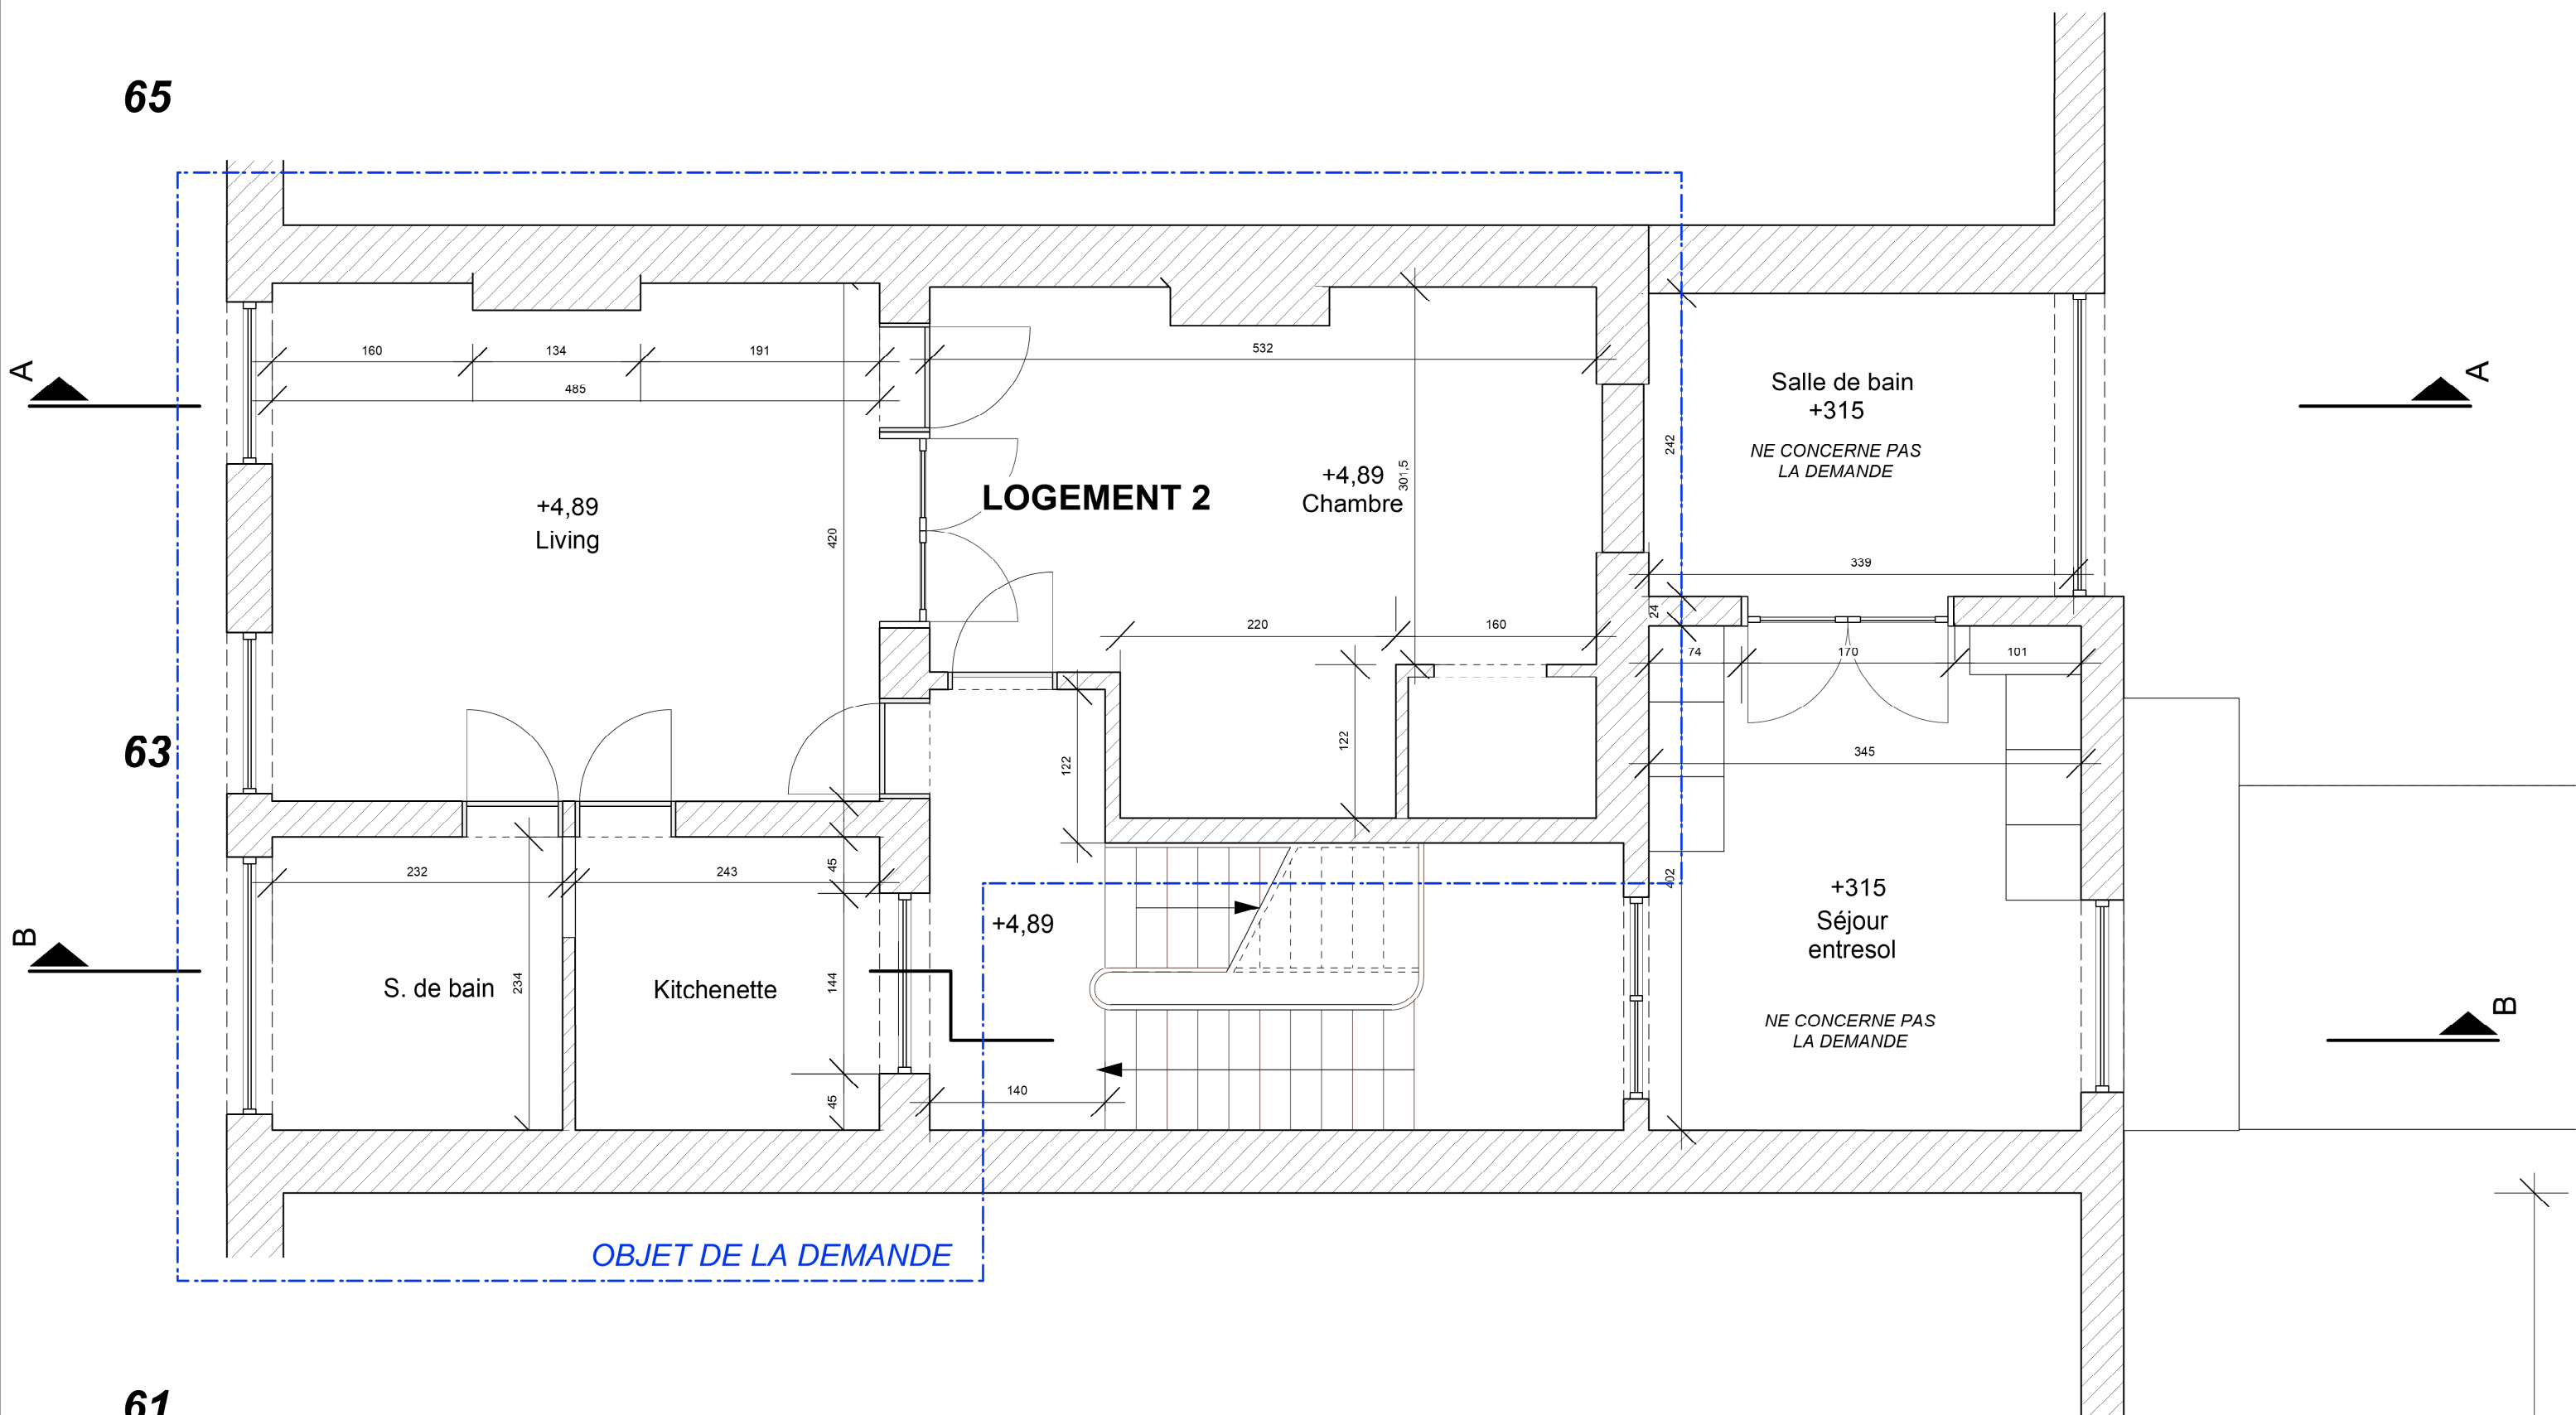 65
160
134
191
485
532
A
A
Salle de bain
+315
NE CONCERNE PAS
LA DEMANDE
242
+4,89
Living
LOGEMENT 2
+4,89
Chambre
301,5
420
339
24
220
160
74
170
101
63
122
122
345
45
232
243
402
+4,89
+315
Séjour
entresol
B
S. de bain
234
Kitchenette
144
B
NE CONCERNE PAS
LA DEMANDE
45
140
OBJET DE LA DEMANDE
61